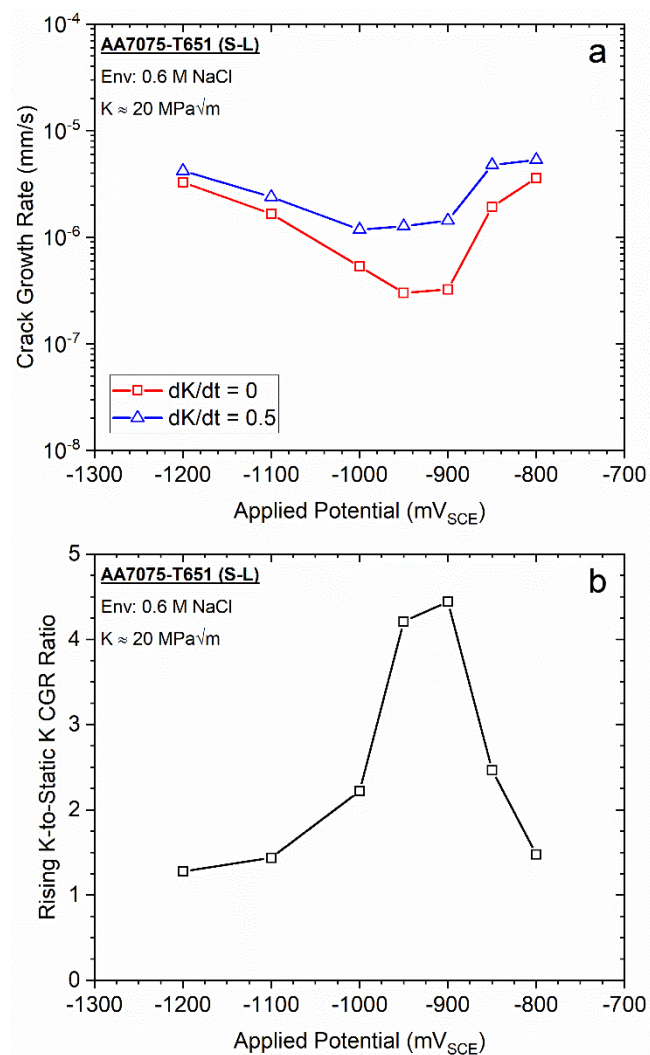 10⁻⁴
AA7075-T651 (S-L)
a
Env: 0.6 M NaCl
K ≈ 20 MPa√m
10⁻⁵
10⁻⁶
10⁻⁷
10⁻⁸
Crack Growth Rate (mm/s)
dK/dt = 0
dK/dt = 0.5
-1300 -1200 -1100 -1000 -900 -800 -700
Applied Potential (mV_SCE)
5
AA7075-T651 (S-L)
b
Env: 0.6 M NaCl
K ≈ 20 MPa√m
4
3
2
1
0
Rising K-to-Static K CGR Ratio
-1300 -1200 -1100 -1000 -900 -800 -700
Applied Potential (mV_SCE)